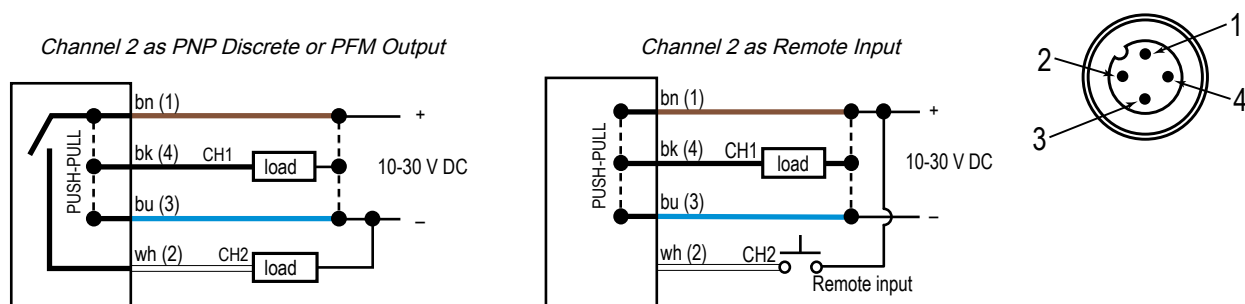 Channel 2 as PNP Discrete or PFM Output
PUSH-PULL
bn (1)
+
bk (4)
CH1
load
10-30 V DC
bu (3)
–
wh (2)
CH2
load
Channel 2 as Remote Input
PUSH-PULL
bn (1)
+
bk (4)
CH1
load
10-30 V DC
bu (3)
–
wh (2)
CH2
Remote input
1
2
4
3